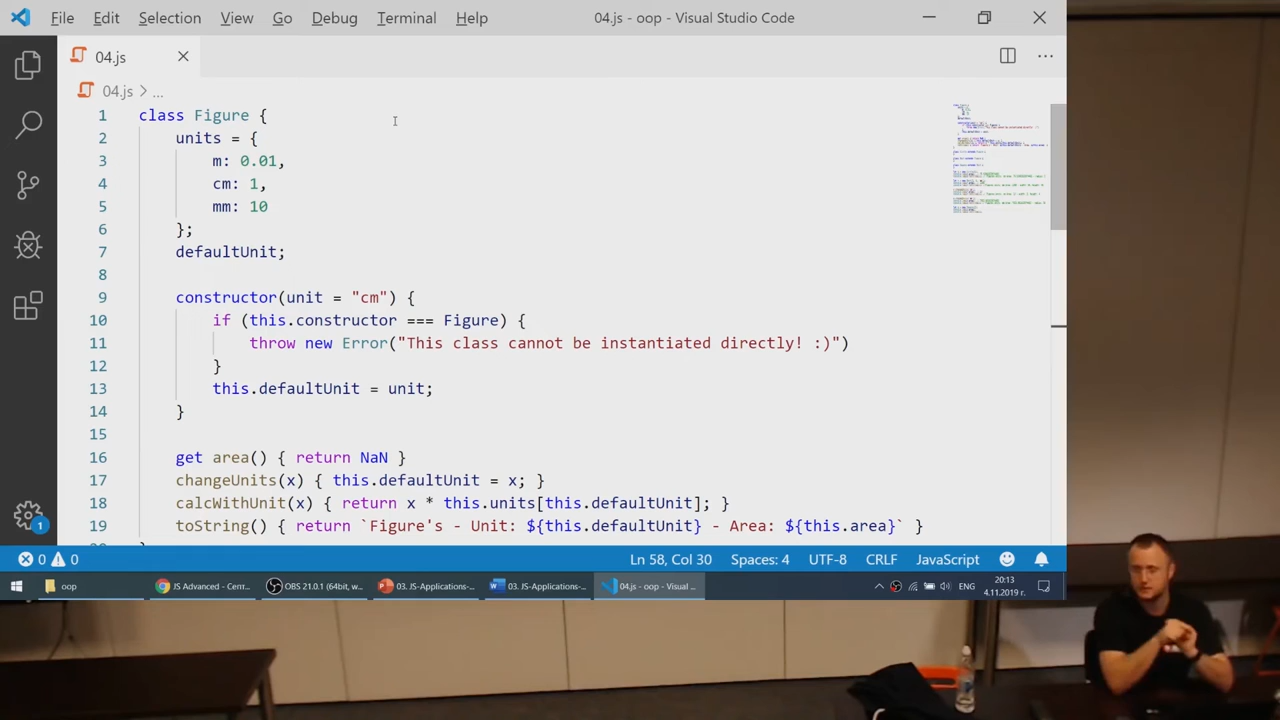 File Edit Selection View Go Debug Terminal Help 04.js - oop - Visual Studio Code
04.js
04.js > ...
1 class Figure {
2 units = {
3 m: 0.01,
4 cm: 1,
5 mm: 10
6 };
7 defaultUnit;
8
9 constructor(unit = "cm") {
10 if (this.constructor === Figure) {
11 throw new Error("This class cannot be instantiated directly! :)")
12 }
13 this.defaultUnit = unit;
14 }
15
16 get area() { return NaN }
17 changeUnits(x) { this.defaultUnit = x; }
18 calcWithUnit(x) { return x * this.units[this.defaultUnit]; }
19 toString() { return `Figure's - Unit: ${this.defaultUnit} - Area: ${this.area}` }
1
0 0 Ln 58, Col 30 Spaces: 4 UTF-8 CRLF JavaScript
oop JS Advanced - Cent... OBS 21.0.1 (64bit, w... 03. JS-Applications-... 03. JS-Applications-... 04.js - oop - Visual ... ENG 20:13
4.11.2019 г.